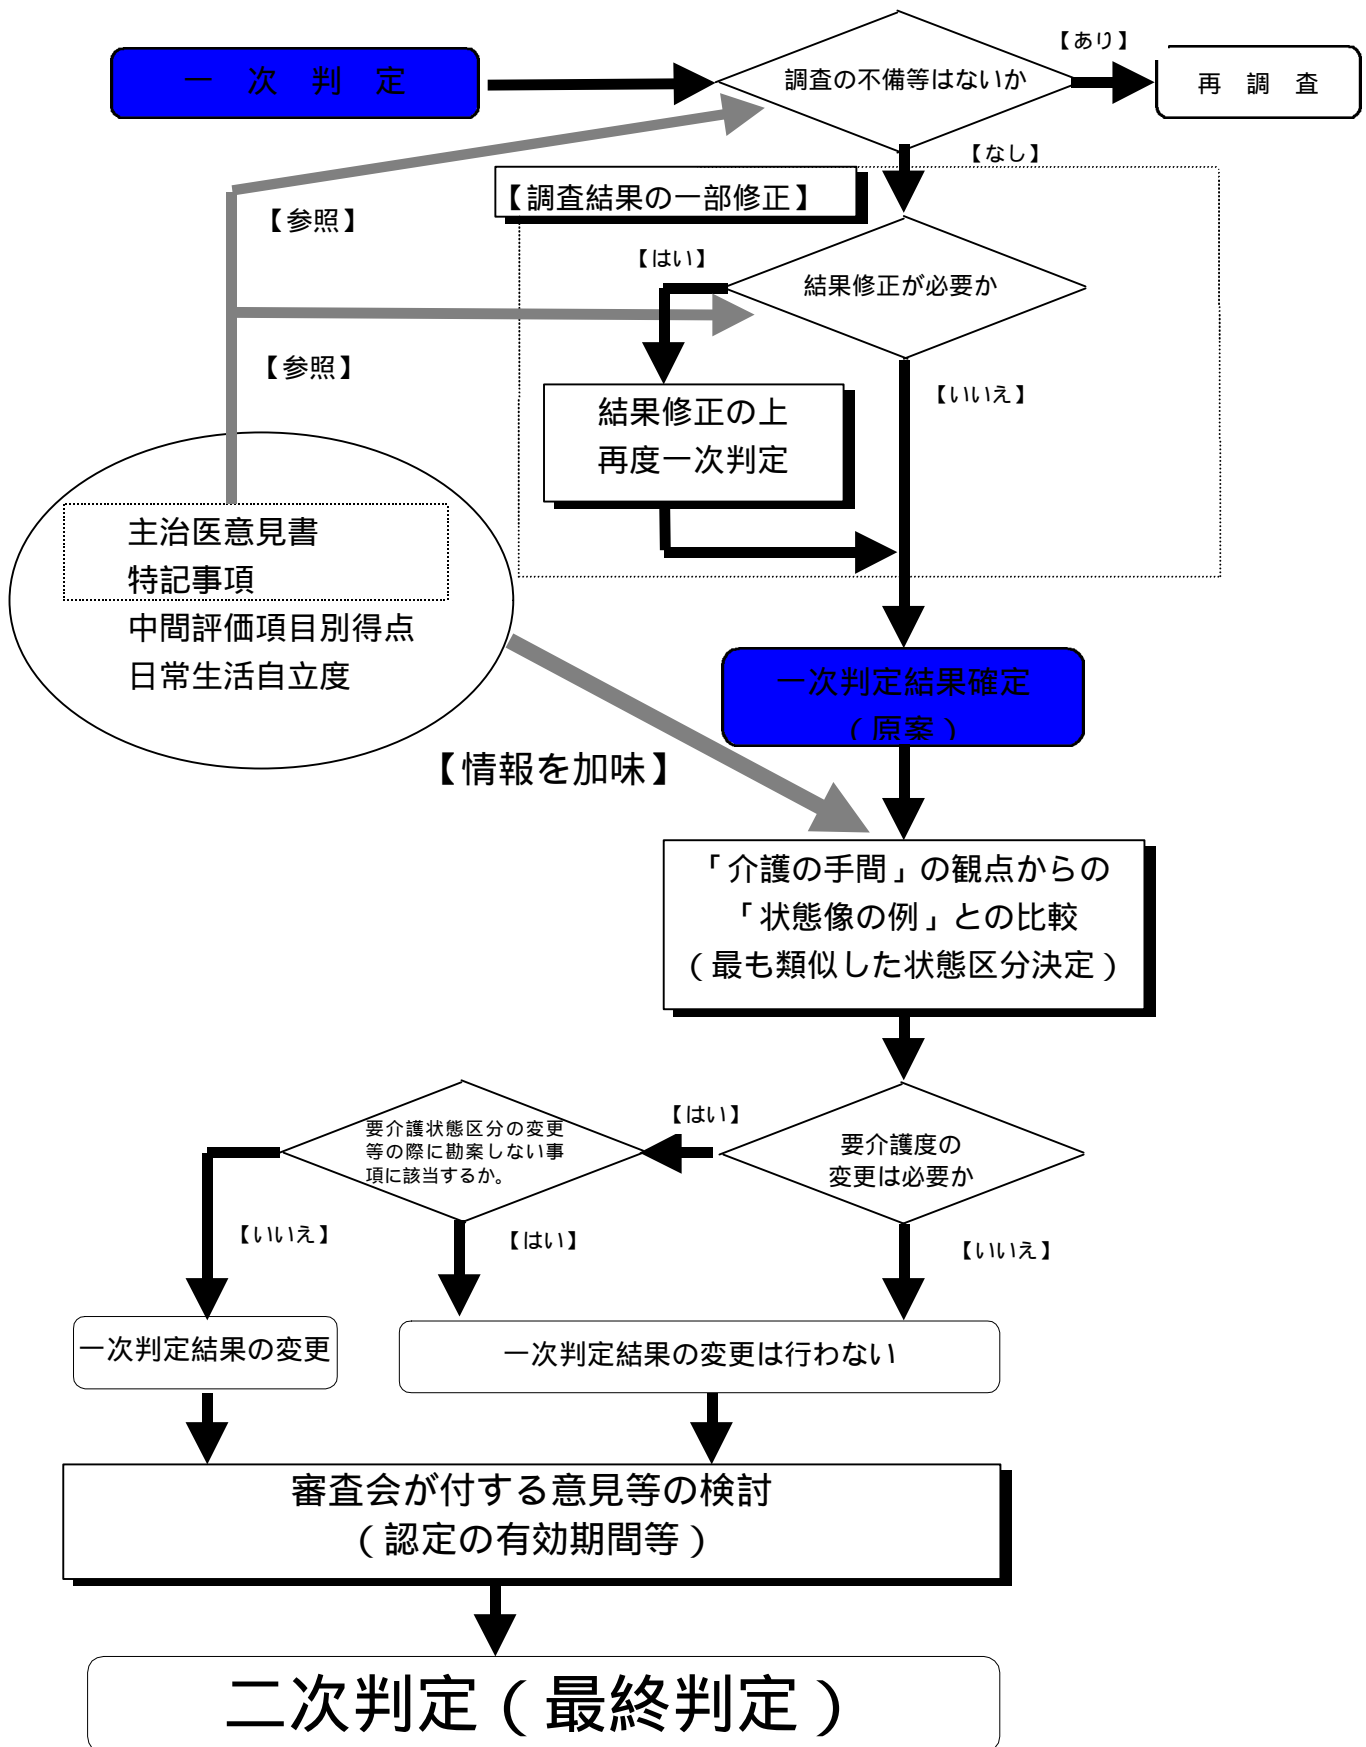 一 次 判 定
調査の不備等はないか
【あり】
再 調 査
【なし】
【調査結果の一部修正】
【参照】
【はい】
結果修正が必要か
【参照】
【いいえ】
結果修正の上
再度一次判定
主治医意見書
特記事項
中間評価項目別得点
日常生活自立度
一次判定結果確定
（原案）
【情報を加味】
「介護の手間」の観点からの
「状態像の例」との比較
（最も類似した状態区分決定）
要介護状態区分の変更
等の際に勘案しない事
項に該当するか。
【はい】
要介護度の
変更は必要か
【いいえ】
【はい】
【いいえ】
一次判定結果の変更
一次判定結果の変更は行わない
審査会が付する意見等の検討
（認定の有効期間等）
二次判定（最終判定）